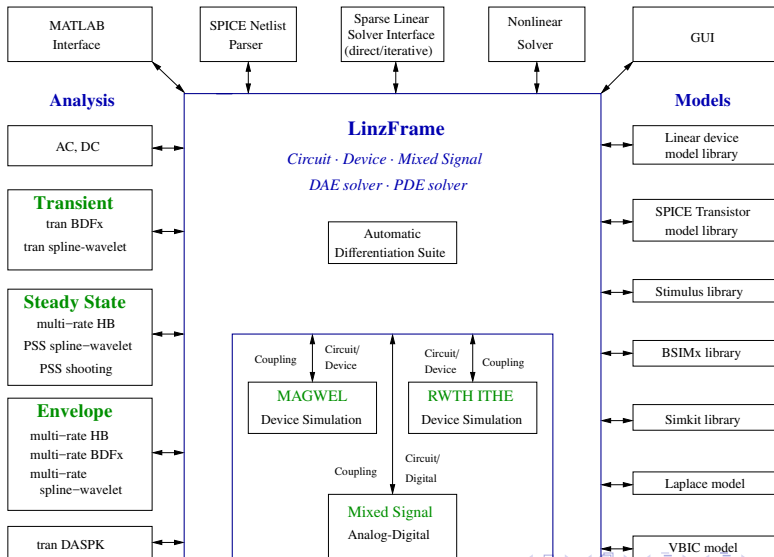 MATLAB
Interface
SPICE Netlist
Parser
Sparse Linear
Solver Interface
(direct/iterative)
Nonlinear
Solver
GUI
Analysis
AC, DC
Transient
tran BDFx
tran spline-wavelet
Steady State
multi−rate HB
PSS spline−wavelet
PSS shooting
Envelope
multi-rate HB
multi-rate BDFx
multi-rate
spline-wavelet
tran DASPK
LinzFrame
Circuit · Device · Mixed Signal
DAE solver · PDE solver
Automatic
Differentiation Suite
Coupling
Circuit/
Device
MAGWEL
Device Simulation
Circuit/
Device
Coupling
RWTH ITHE
Device Simulation
Coupling
Circuit/
Digital
Mixed Signal
Analog-Digital
Models
Linear device
model library
SPICE Transistor
model library
Stimulus library
BSIMx library
Simkit library
Laplace model
VBIC model